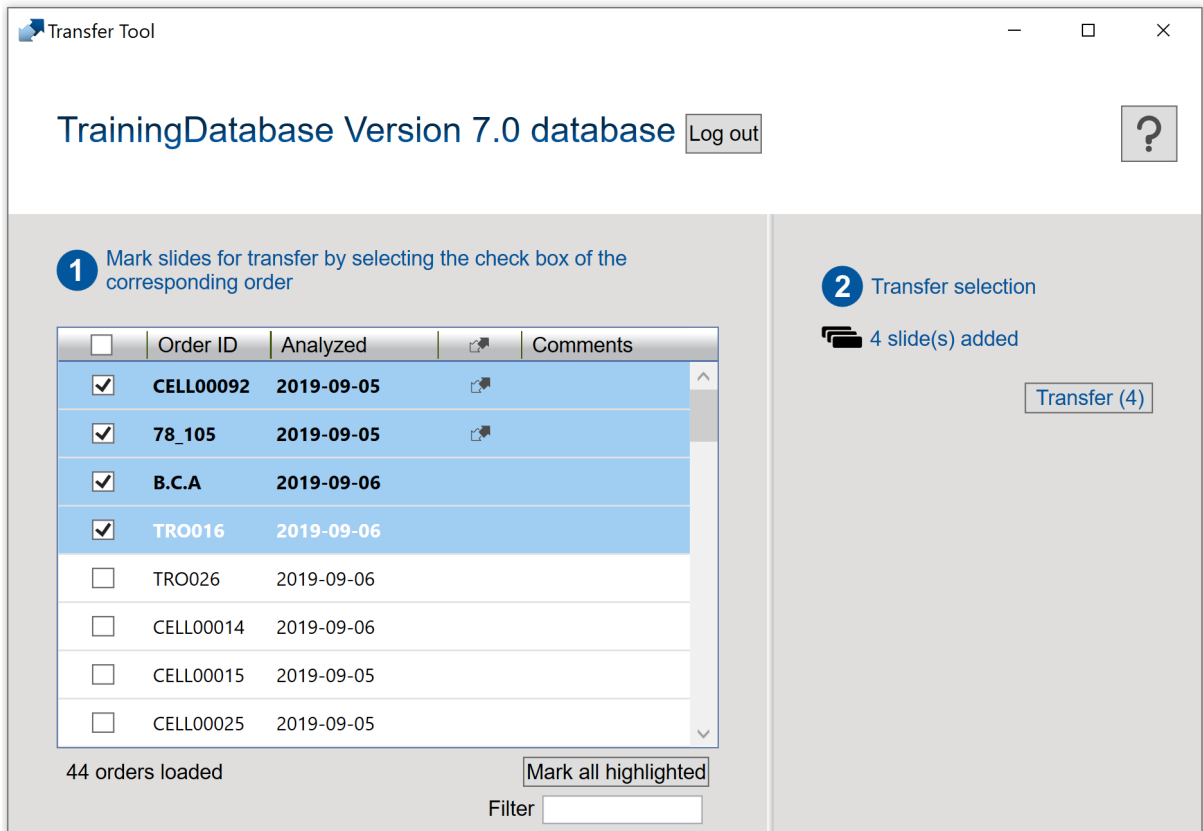 Transfer Tool
TrainingDatabase Version 7.0 database Log out
?
1 Mark slides for transfer by selecting the check box of the
corresponding order
Order ID Analyzed Comments
CELL00092 2019-09-05
78_105 2019-09-05
B.C.A 2019-09-06
TRO016 2019-09-06
TRO026 2019-09-06
CELL00014 2019-09-06
CELL00015 2019-09-05
CELL00025 2019-09-05
44 orders loaded Mark all highlighted
Filter
2 Transfer selection
4 slide(s) added
Transfer (4)